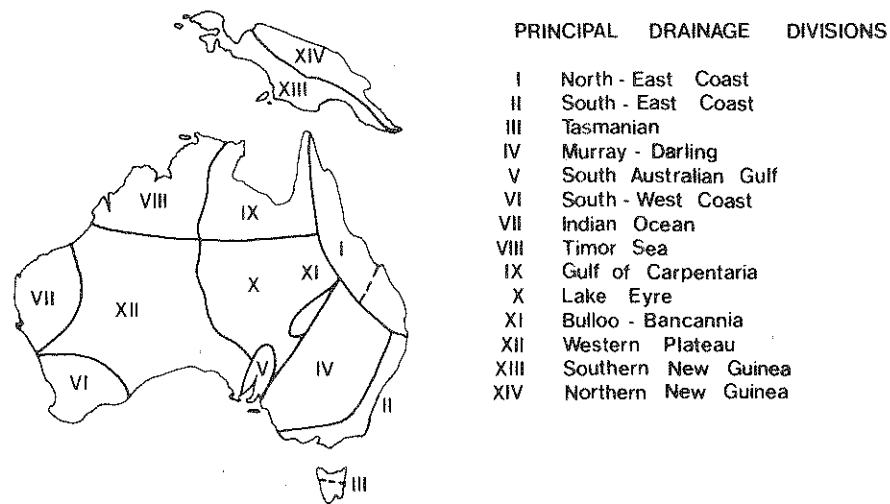 PRINCIPAL DRAINAGE DIVISIONS
I North - East Coast
II South - East Coast
III Tasmanian
IV Murray - Darling
V South Australian Gulf
VI South - West Coast
VII Indian Ocean
VIII Timor Sea
IX Gulf of Carpentaria
X Lake Eyre
XI Bulloo - Bancannia
XII Western Plateau
XIII Southern New Guinea
XIV Northern New Guinea
XIV
XIII
VIII
IX
I
XI
X
VII
XII
VI
V
IV
II
III